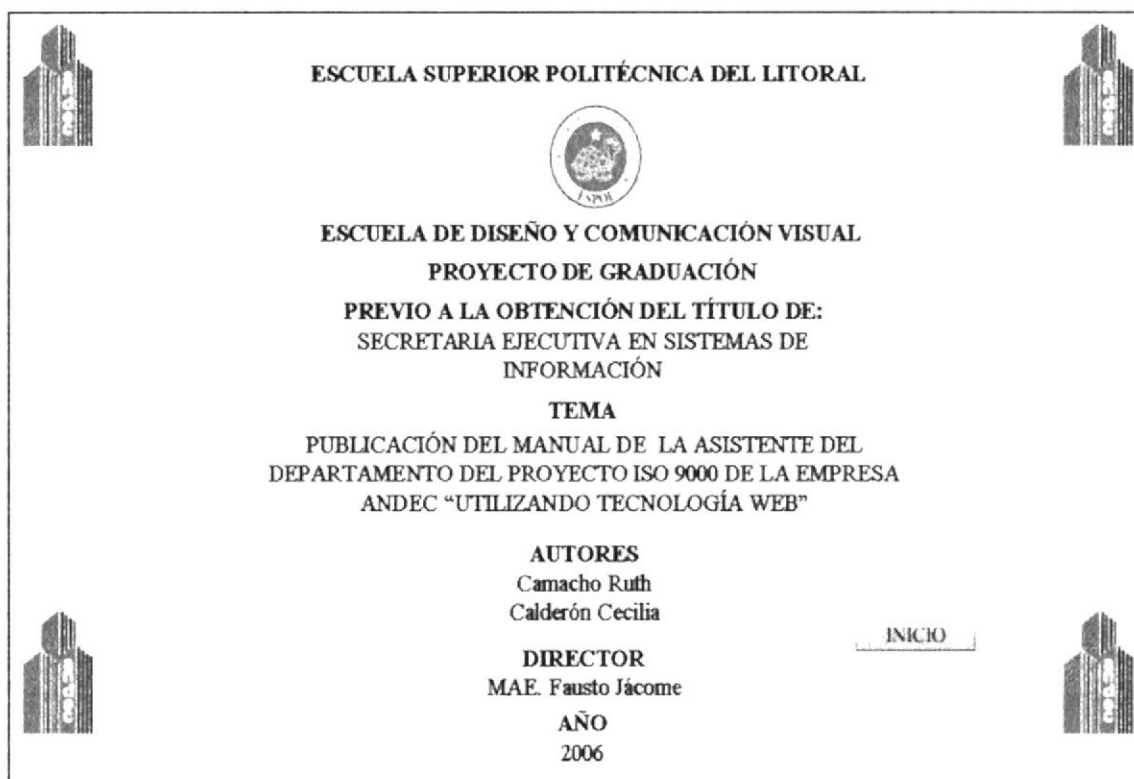 ESCUELA SUPERIOR POLITÉCNICA DEL LITORAL
ESPOL
ESCUELA DE DISEÑO Y COMUNICACIÓN VISUAL
PROYECTO DE GRADUACIÓN
PREVIO A LA OBTENCIÓN DEL TÍTULO DE:
SECRETARIA EJECUTIVA EN SISTEMAS DE
INFORMACIÓN
TEMA
PUBLICACIÓN DEL MANUAL DE LA ASISTENTE DEL
DEPARTAMENTO DEL PROYECTO ISO 9000 DE LA EMPRESA
ANDEC “UTILIZANDO TECNOLOGÍA WEB”
AUTORES
Camacho Ruth
Calderón Cecilia
INICIO
DIRECTOR
MAE. Fausto Jácome
AÑO
2006